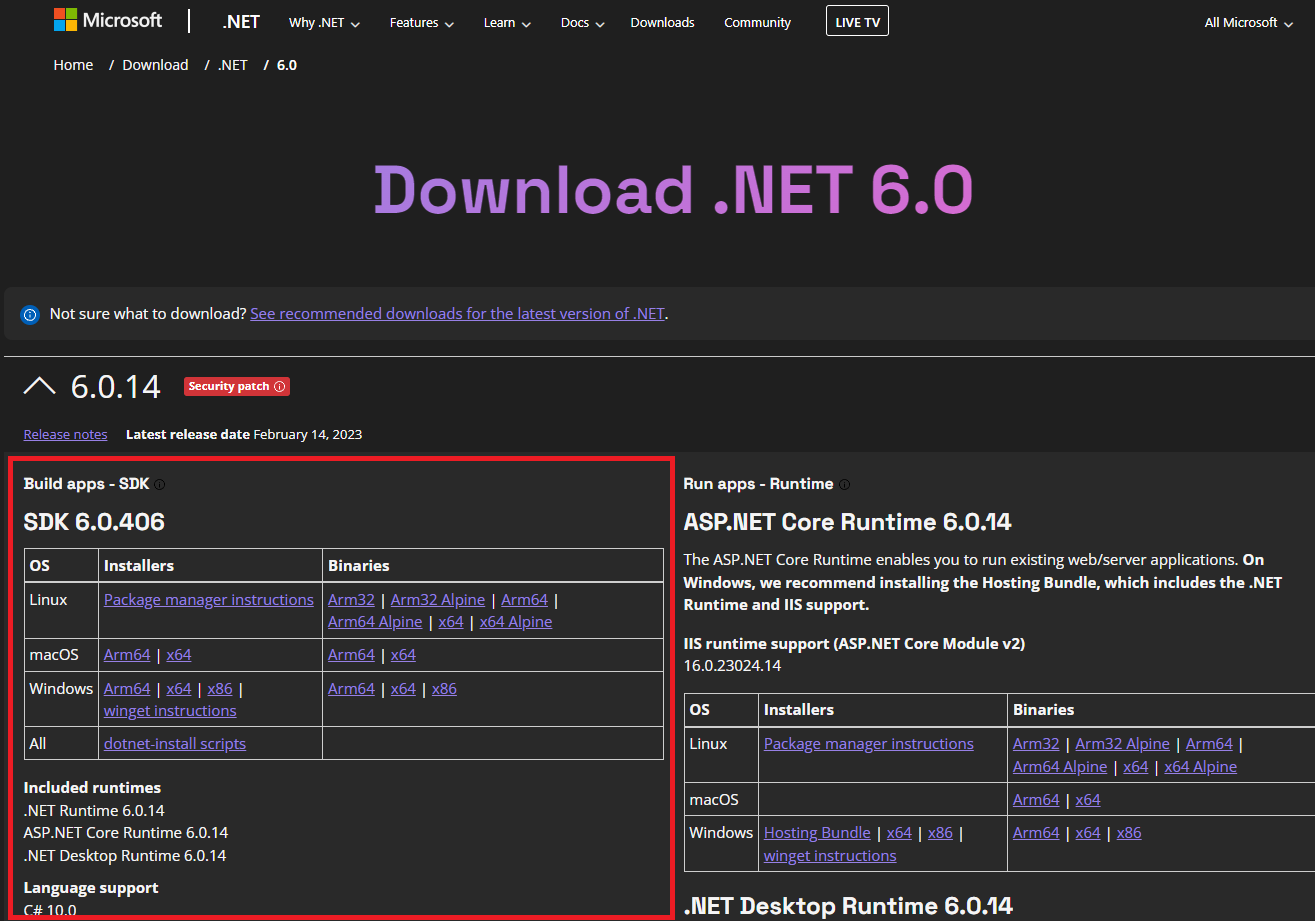 Microsoft | .NET Why .NET Features Learn Docs Downloads Community LIVE TV All Microsoft
Home / Download / .NET / 6.0
Download .NET 6.0
Not sure what to download? See recommended downloads for the latest version of .NET.
6.0.14 Security patch
Release notes Latest release date February 14, 2023
Build apps - SDK
SDK 6.0.406
OS Installers Binaries
Linux Package manager instructions Arm32 | Arm32 Alpine | Arm64 |
Arm64 Alpine | x64 | x64 Alpine
macOS Arm64 | x64 Arm64 | x64
Windows Arm64 | x64 | x86 | Arm64 | x64 | x86
winget instructions
All dotnet-install scripts
Included runtimes
.NET Runtime 6.0.14
ASP.NET Core Runtime 6.0.14
.NET Desktop Runtime 6.0.14
Language support
C# 10.0
Run apps - Runtime
ASP.NET Core Runtime 6.0.14
The ASP.NET Core Runtime enables you to run existing web/server applications. On
Windows, we recommend installing the Hosting Bundle, which includes the .NET
Runtime and IIS support.
IIS runtime support (ASP.NET Core Module v2)
16.0.23024.14
OS Installers Binaries
Linux Package manager instructions Arm32 | Arm32 Alpine | Arm64 |
Arm64 Alpine | x64 | x64 Alpine
macOS Arm64 | x64
Windows Hosting Bundle | x64 | x86 | Arm64 | x64 | x86
winget instructions
.NET Desktop Runtime 6.0.14